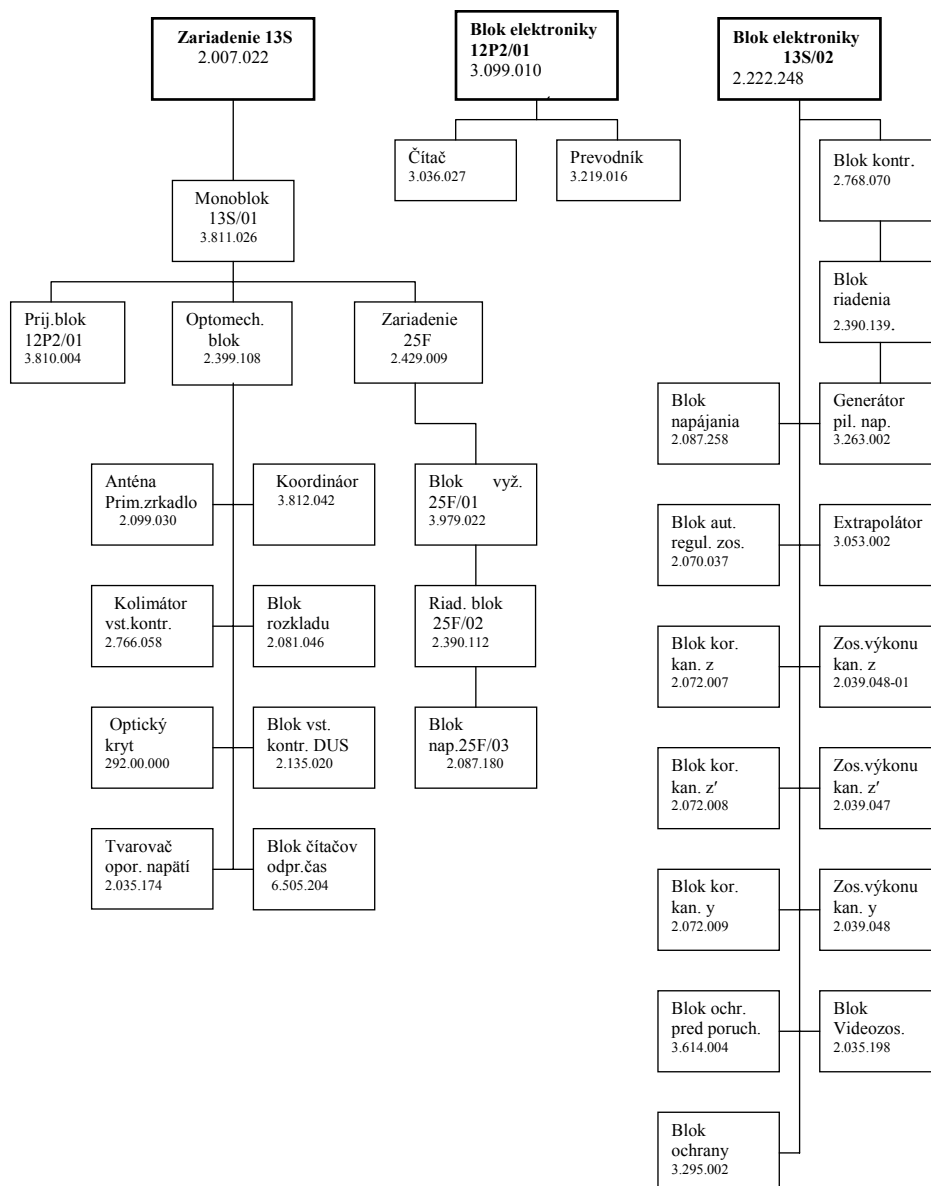 Zariadenie 13S
2.007.022
Blok elektroniky
12P2/01
3.099.010
Blok elektroniky
13S/02
2.222.248
Čítač
3.036.027
Prevodník
3.219.016
Blok kontr.
2.768.070
Monoblok
13S/01
3.811.026
Blok
riadenia
2.390.139.
Prij.blok
12P2/01
3.810.004
Optomech.
blok
2.399.108
Zariadenie
25F
2.429.009
Blok
napájania
2.087.258
Generátor
pil. nap.
3.263.002
Anténa
Prim.zrkadlo
2.099.030
Koordináor
3.812.042
Blok vyž.
25F/01
3.979.022
Blok aut.
regul. zos.
2.070.037
Extrapolátor
3.053.002
Kolimátor
vst.kontr.
2.766.058
Blok
rozkladu
2.081.046
Riad. blok
25F/02
2.390.112
Blok kor.
kan. z
2.072.007
Zos.výkonu
kan. z
2.039.048-01
Optický
kryt
292.00.000
Blok vst.
kontr. DUS
2.135.020
Blok
nap.25F/03
2.087.180
Blok kor.
kan. z′
2.072.008
Zos.výkonu
kan. z′
2.039.047
Tvarovač
opor. napätí
2.035.174
Blok čítačov
odpr.čas
6.505.204
Blok kor.
kan. y
2.072.009
Zos.výkonu
kan. y
2.039.048
Blok ochr.
pred poruch.
3.614.004
Blok
Videozos.
2.035.198
Blok
ochrany
3.295.002